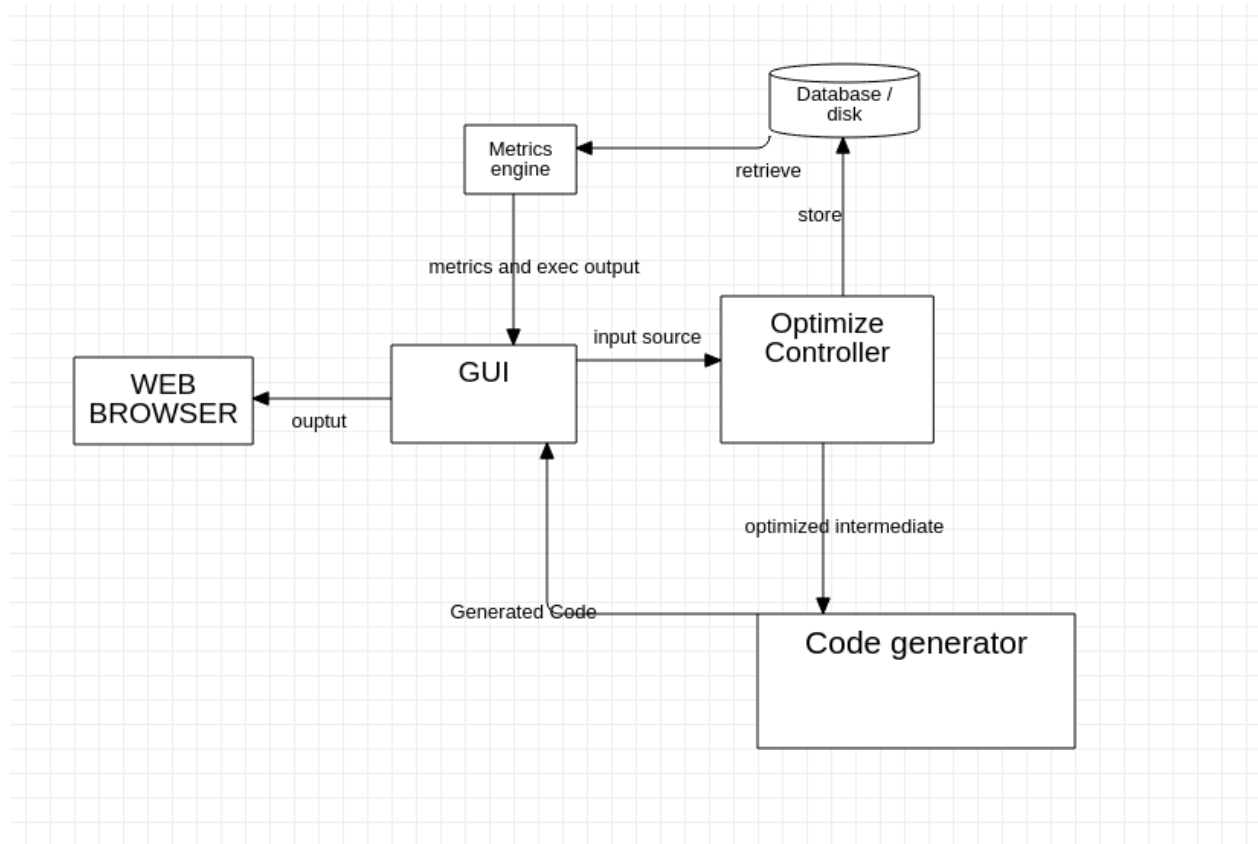 Database /
disk
Metrics
engine
retrieve
store
metrics and exec output
Optimize
Controller
input source
GUI
WEB
BROWSER
ouptut
optimized intermediate
Generated Code
Code generator